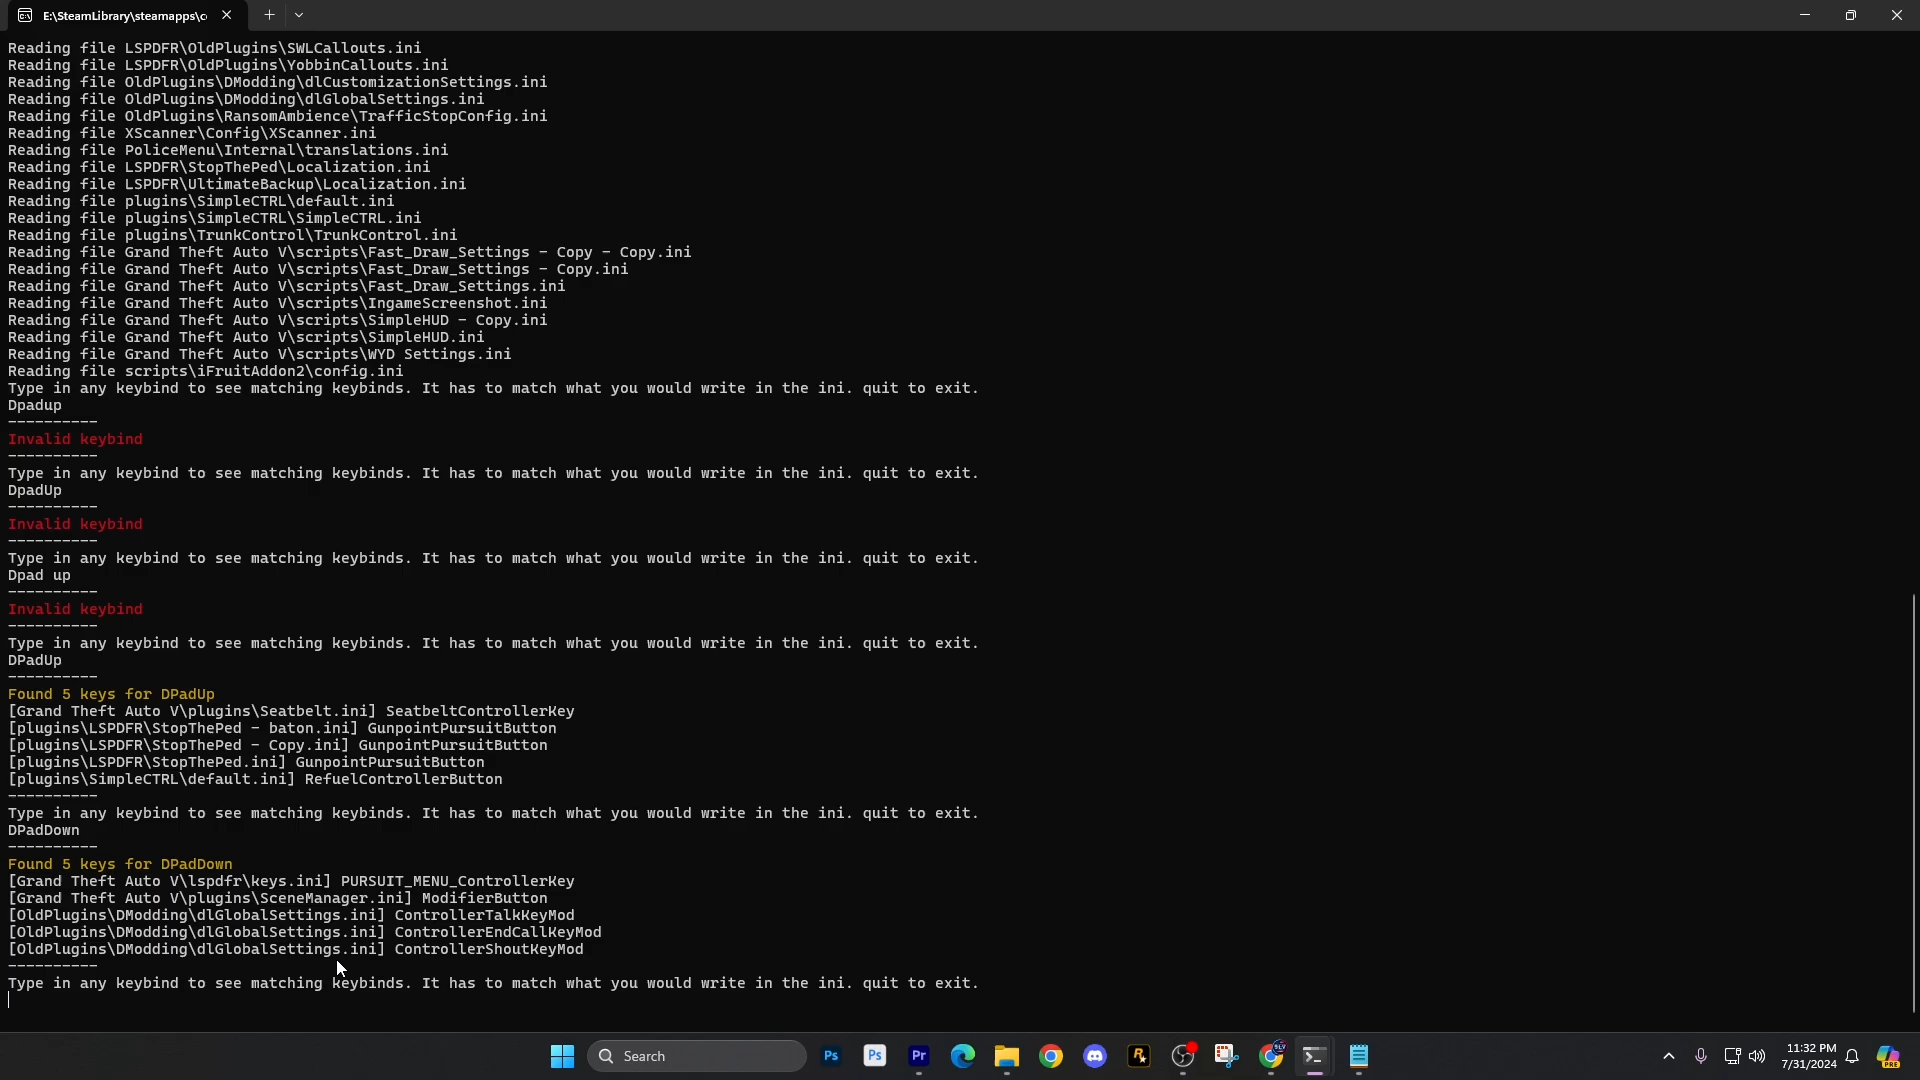 E:\SteamLibrary\steamapps\c
Reading file LSPDFR\OldPlugins\SWLCallouts.ini
Reading file LSPDFR\OldPlugins\YobbinCallouts.ini
Reading file OldPlugins\DModding\dlCustomizationSettings.ini
Reading file OldPlugins\DModding\dlGlobalSettings.ini
Reading file OldPlugins\RansomAmbience\TrafficStopConfig.ini
Reading file XScanner\Config\XScanner.ini
Reading file PoliceMenu\Internal\translations.ini
Reading file LSPDFR\StopThePed\Localization.ini
Reading file LSPDFR\UltimateBackup\Localization.ini
Reading file plugins\SimpleCTRL\default.ini
Reading file plugins\SimpleCTRL\SimpleCTRL.ini
Reading file plugins\TrunkControl\TrunkControl.ini
Reading file Grand Theft Auto V\scripts\Fast_Draw_Settings - Copy - Copy.ini
Reading file Grand Theft Auto V\scripts\Fast_Draw_Settings - Copy.ini
Reading file Grand Theft Auto V\scripts\Fast_Draw_Settings.ini
Reading file Grand Theft Auto V\scripts\IngameScreenshot.ini
Reading file Grand Theft Auto V\scripts\SimpleHUD - Copy.ini
Reading file Grand Theft Auto V\scripts\SimpleHUD.ini
Reading file Grand Theft Auto V\scripts\WYD Settings.ini
Reading file scripts\iFruitAddon2\config.ini
Type in any keybind to see matching keybinds. It has to match what you would write in the ini. quit to exit.
Dpadup
----------
Invalid keybind
----------
Type in any keybind to see matching keybinds. It has to match what you would write in the ini. quit to exit.
DpadUp
----------
Invalid keybind
----------
Type in any keybind to see matching keybinds. It has to match what you would write in the ini. quit to exit.
Dpad up
----------
Invalid keybind
----------
Type in any keybind to see matching keybinds. It has to match what you would write in the ini. quit to exit.
DPadUp
----------
Found 5 keys for DPadUp
[Grand Theft Auto V\plugins\Seatbelt.ini] SeatbeltControllerKey
[plugins\LSPDFR\StopThePed - baton.ini] GunpointPursuitButton
[plugins\LSPDFR\StopThePed - Copy.ini] GunpointPursuitButton
[plugins\LSPDFR\StopThePed.ini] GunpointPursuitButton
[plugins\SimpleCTRL\default.ini] RefuelControllerButton
----------
Type in any keybind to see matching keybinds. It has to match what you would write in the ini. quit to exit.
DPadDown
----------
Found 5 keys for DPadDown
[Grand Theft Auto V\lspdfr\keys.ini] PURSUIT_MENU_ControllerKey
[Grand Theft Auto V\plugins\SceneManager.ini] ModifierButton
[OldPlugins\DModding\dlGlobalSettings.ini] ControllerTalkKeyMod
[OldPlugins\DModding\dlGlobalSettings.ini] ControllerEndCallKeyMod
[OldPlugins\DModding\dlGlobalSettings.ini] ControllerShoutKeyMod
----------
Type in any keybind to see matching keybinds. It has to match what you would write in the ini. quit to exit.
Search
Ps
Ps
Pr
SLV
11:32 PM
7/31/2024
PRE